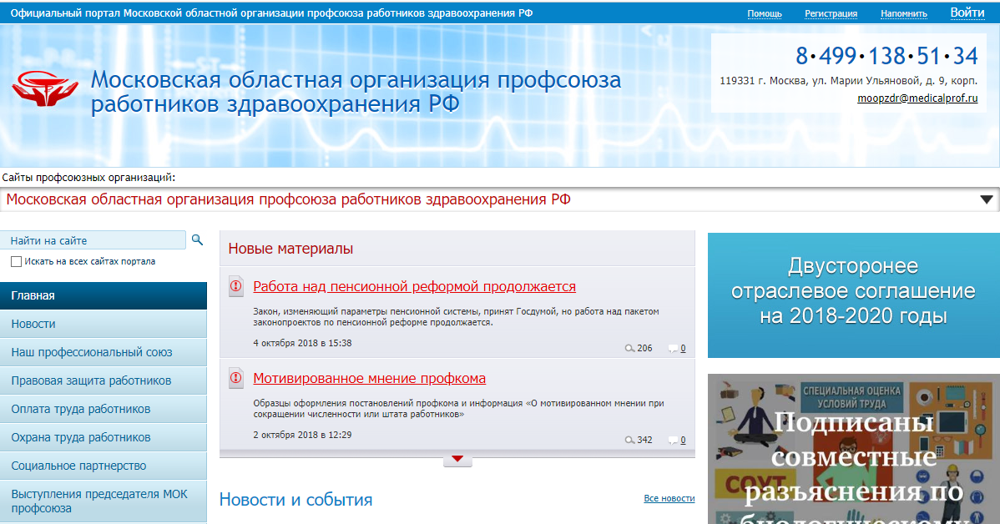 Официальный портал Московской областной организации профсоюза работников здравоохранения РФ
Помощь Регистрация Напомнить Войти
Московская областная организация профсоюза
работников здравоохранения РФ
8·499·138·51·34
119331 г. Москва, ул. Марии Ульяновой, д. 9, корп.
moopzdr@medicalprof.ru
Сайты профсоюзных организаций:
Московская областная организация профсоюза работников здравоохранения РФ
Найти на сайте
Искать на всех сайтах портала
Главная
Новости
Наш профессиональный союз
Правовая защита работников
Оплата труда работников
Охрана труда работников
Социальное партнерство
Выступления председателя МОК
профсоюза
Новые материалы
Работа над пенсионной реформой продолжается
Закон, изменяющий параметры пенсионной системы, принят Госдумой, но работа над пакетом
законопроектов по пенсионной реформе продолжается.
4 октября 2018 в 15:38
206 0
Мотивированное мнение профкома
Образцы оформления постановлений профкома и информация «О мотивированном мнении при
сокращении численности или штата работников»
2 октября 2018 в 12:29
342 0
Новости и события
Все новости
Двустороннее
отраслевое соглашение
на 2018-2020 годы
СПЕЦИАЛЬНАЯ ОЦЕНКА
УСЛОВИЙ ТРУДА
Подписаны
совместные
СОУТ
разъяснения по
биологическому